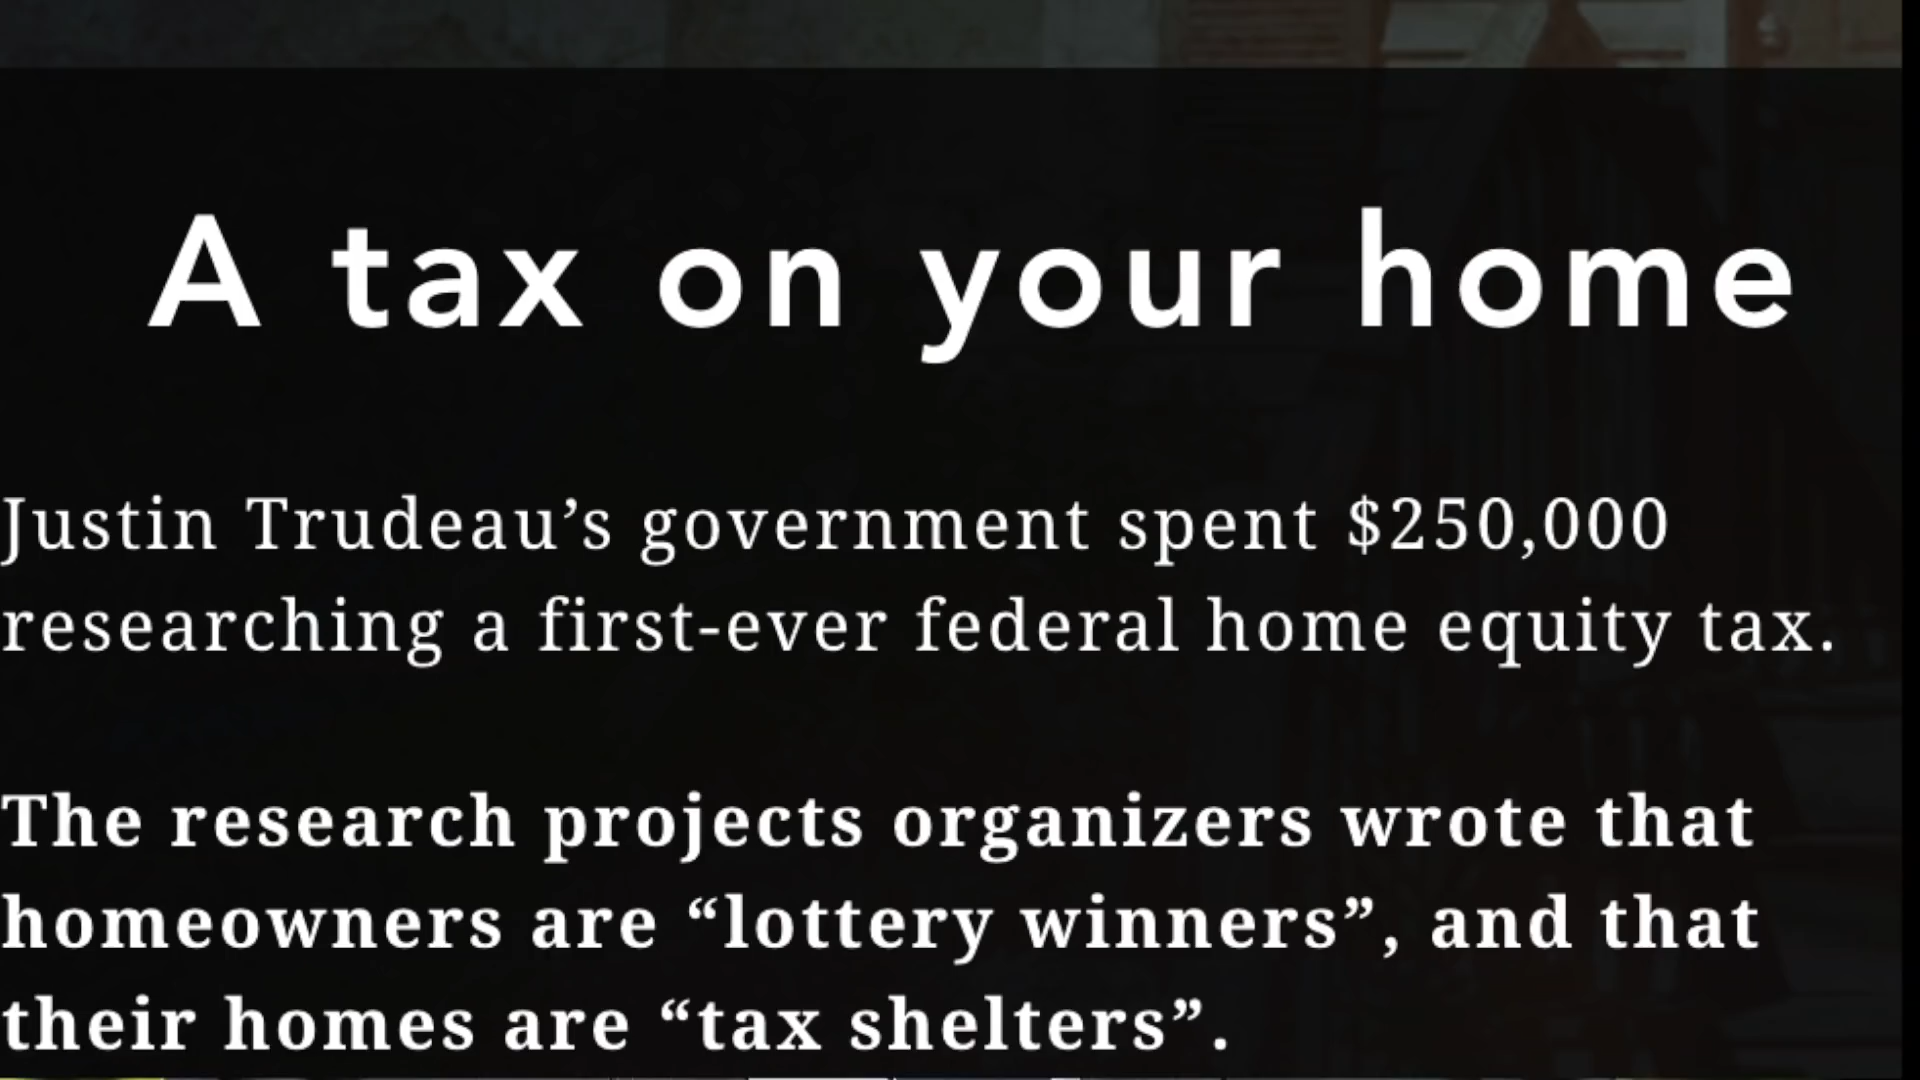 A tax on your home
Justin Trudeau’s government spent $250,000
researching a first-ever federal home equity tax.
The research projects organizers wrote that
homeowners are “lottery winners”, and that
their homes are “tax shelters”.